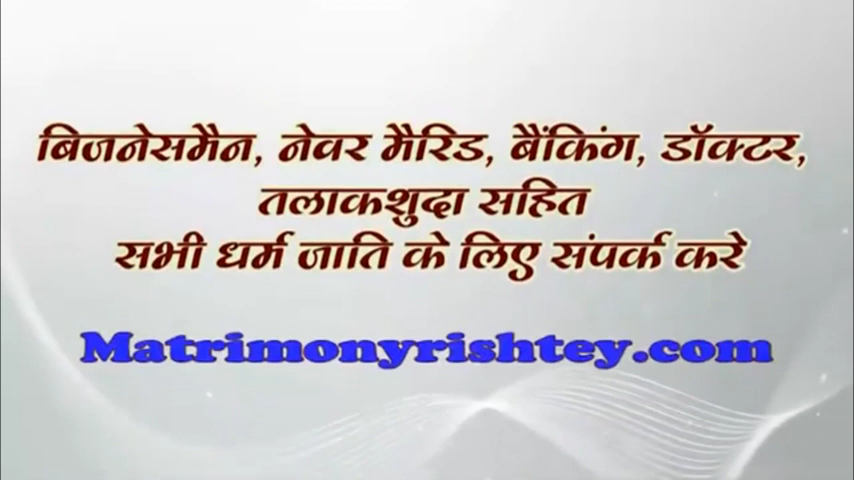 बिजनेसमैन, नेवर मैरिड, बैंकिंग, डॉक्टर,
तलाकशुदा सहित
सभी धर्म जाति के लिए संपर्क करे
Matrimonyrishtey.com